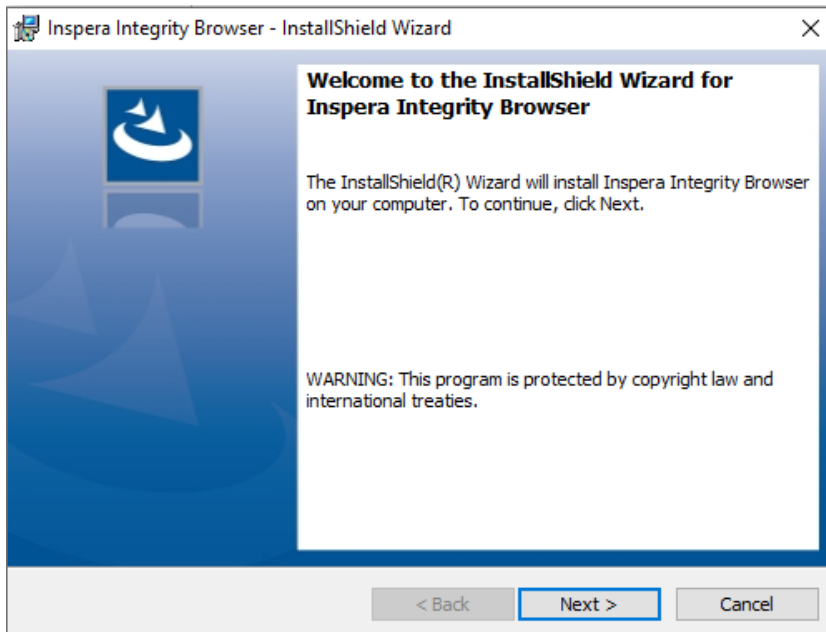 Inspera Integrity Browser - InstallShield Wizard
Welcome to the InstallShield Wizard for
Inspera Integrity Browser
The InstallShield(R) Wizard will install Inspera Integrity Browser
on your computer. To continue, click Next.
WARNING: This program is protected by copyright law and
international treaties.
< Back Next > Cancel